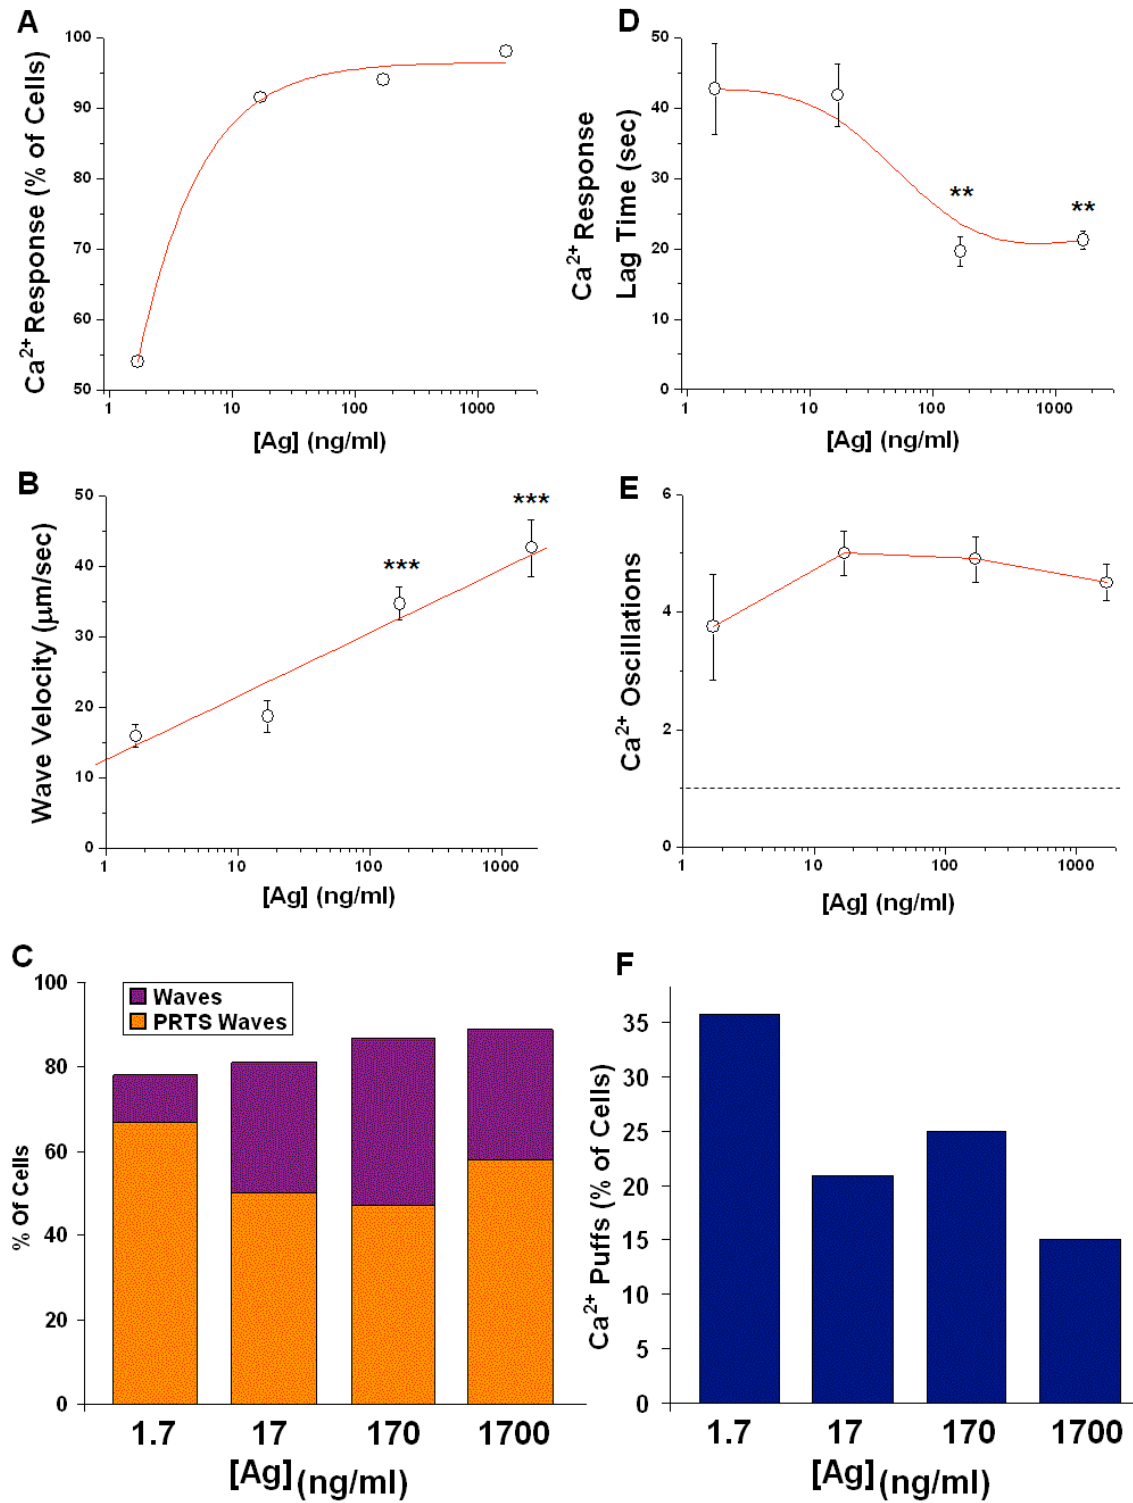 A
Ca2+ Response (% of Cells)
100
90
80
70
60
50
1 10 100 1000
[Ag] (ng/ml)
D
Ca2+ Response
Lag Time (sec)
50
40
30
20
10
0
**
**
1 10 100 1000
[Ag] (ng/ml)
B
Wave Velocity (µm/sec)
50
40
30
20
10
0
***
***
1 10 100 1000
[Ag] (ng/ml)
E
Ca2+ Oscillations
6
4
2
0
1 10 100 1000
[Ag] (ng/ml)
C
% Of Cells
100
80
60
40
20
0
Waves
PRTS Waves
1.7 17 170 1700
[Ag] (ng/ml)
F
Ca2+ Puffs (% of Cells)
35
30
25
20
15
10
5
0
1.7 17 170 1700
[Ag] (ng/ml)